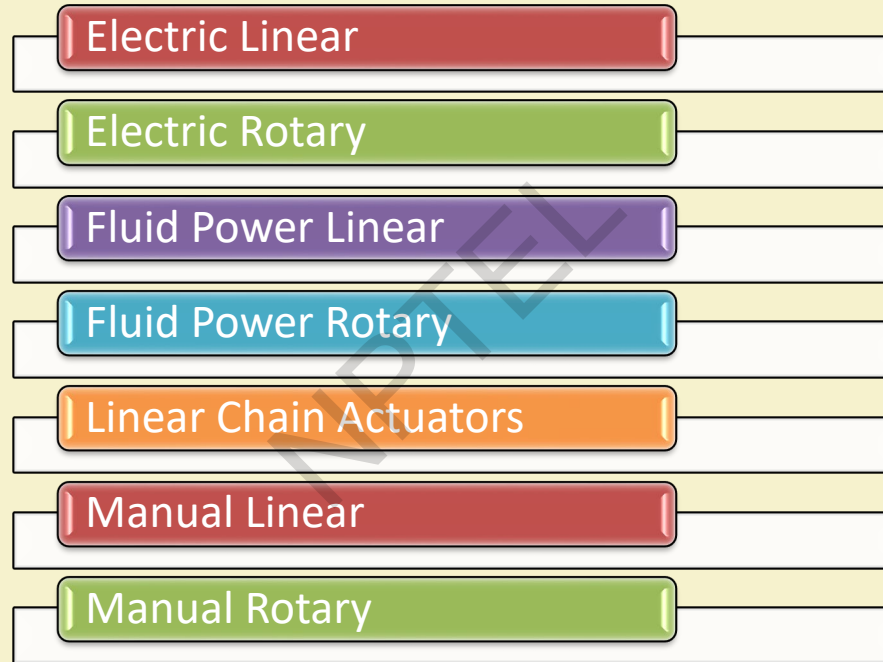 Electric Linear
Electric Rotary
Fluid Power Linear
Fluid Power Rotary
Linear Chain Actuators
Manual Linear
Manual Rotary
NPTEL